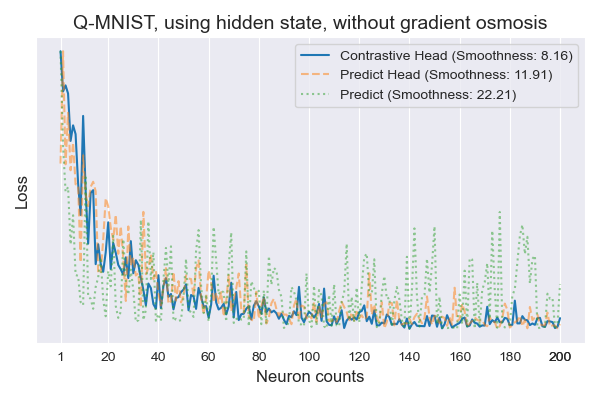 Q-MNIST, using hidden state, without gradient osmosis
Contrastive Head (Smoothness: 8.16)
Predict Head (Smoothness: 11.91)
Predict (Smoothness: 22.21)
Loss
1 20 40 60 80 100 120 140 160 180 200
Neuron counts